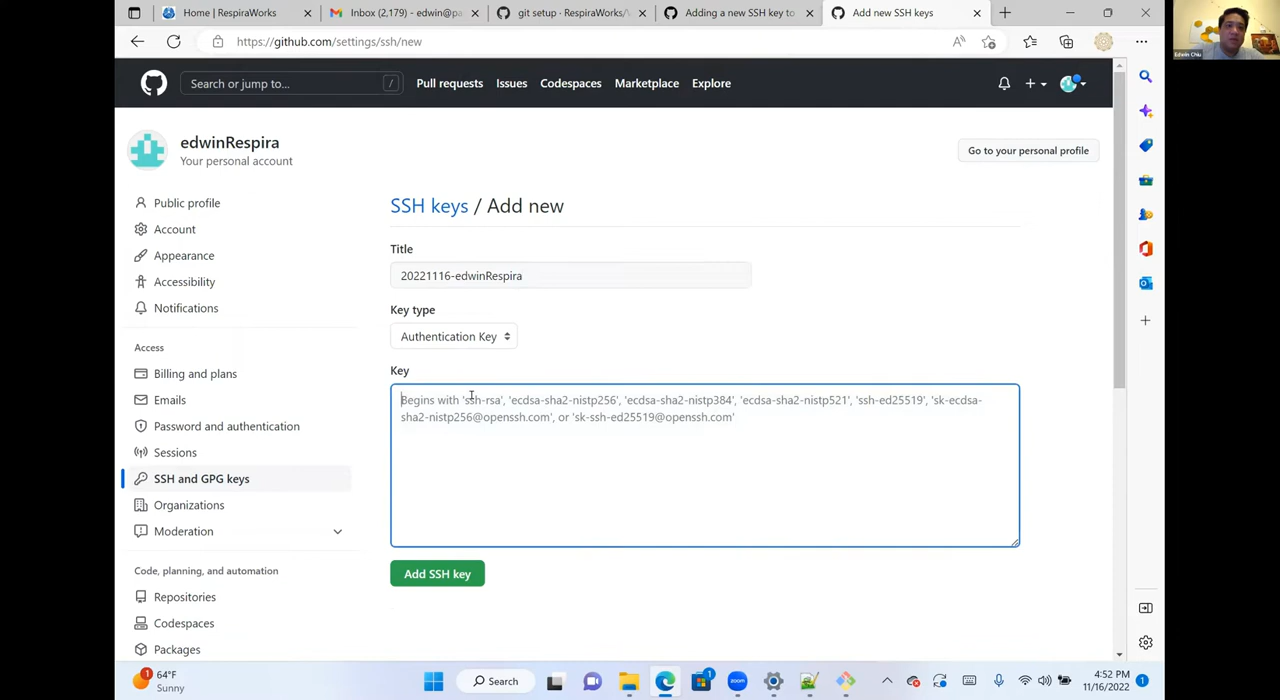 Home | RespiraWorks
Inbox (2,179) - edwin@pa
git setup · RespiraWorks/
Adding a new SSH key to
Add new SSH keys
https://github.com/settings/ssh/new
Edwin Chiu
Search or jump to...
/
Pull requests
Issues
Codespaces
Marketplace
Explore
edwinRespira
Your personal account
Go to your personal profile
Public profile
Account
Appearance
Accessibility
Notifications
Access
Billing and plans
Emails
Password and authentication
Sessions
SSH and GPG keys
Organizations
Moderation
Code, planning, and automation
Repositories
Codespaces
Packages
SSH keys / Add new
Title
20221116-edwinRespira
Key type
Authentication Key
Key
Begins with 'ssh-rsa', 'ecdsa-sha2-nistp256', 'ecdsa-sha2-nistp384', 'ecdsa-sha2-nistp521', 'ssh-ed25519', 'sk-ecdsa-
sha2-nistp256@openssh.com', or 'sk-ssh-ed25519@openssh.com'
Add SSH key
1
64°F
Sunny
Search
1
4:52 PM
11/16/2022
1